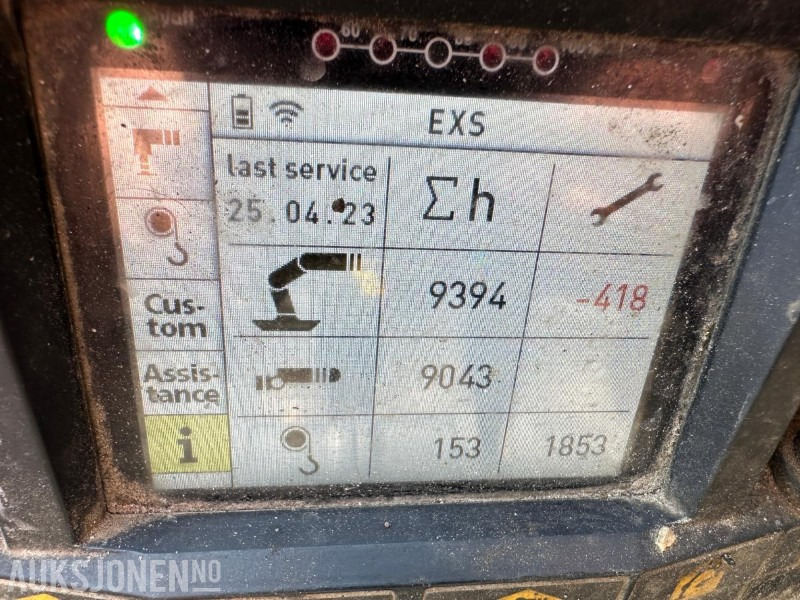 EXS
last service
25.04.23
Σh
9394
-418
Cus-
tom
9043
Assis-
tance
i
153
1853
AUKSJONEN.NO